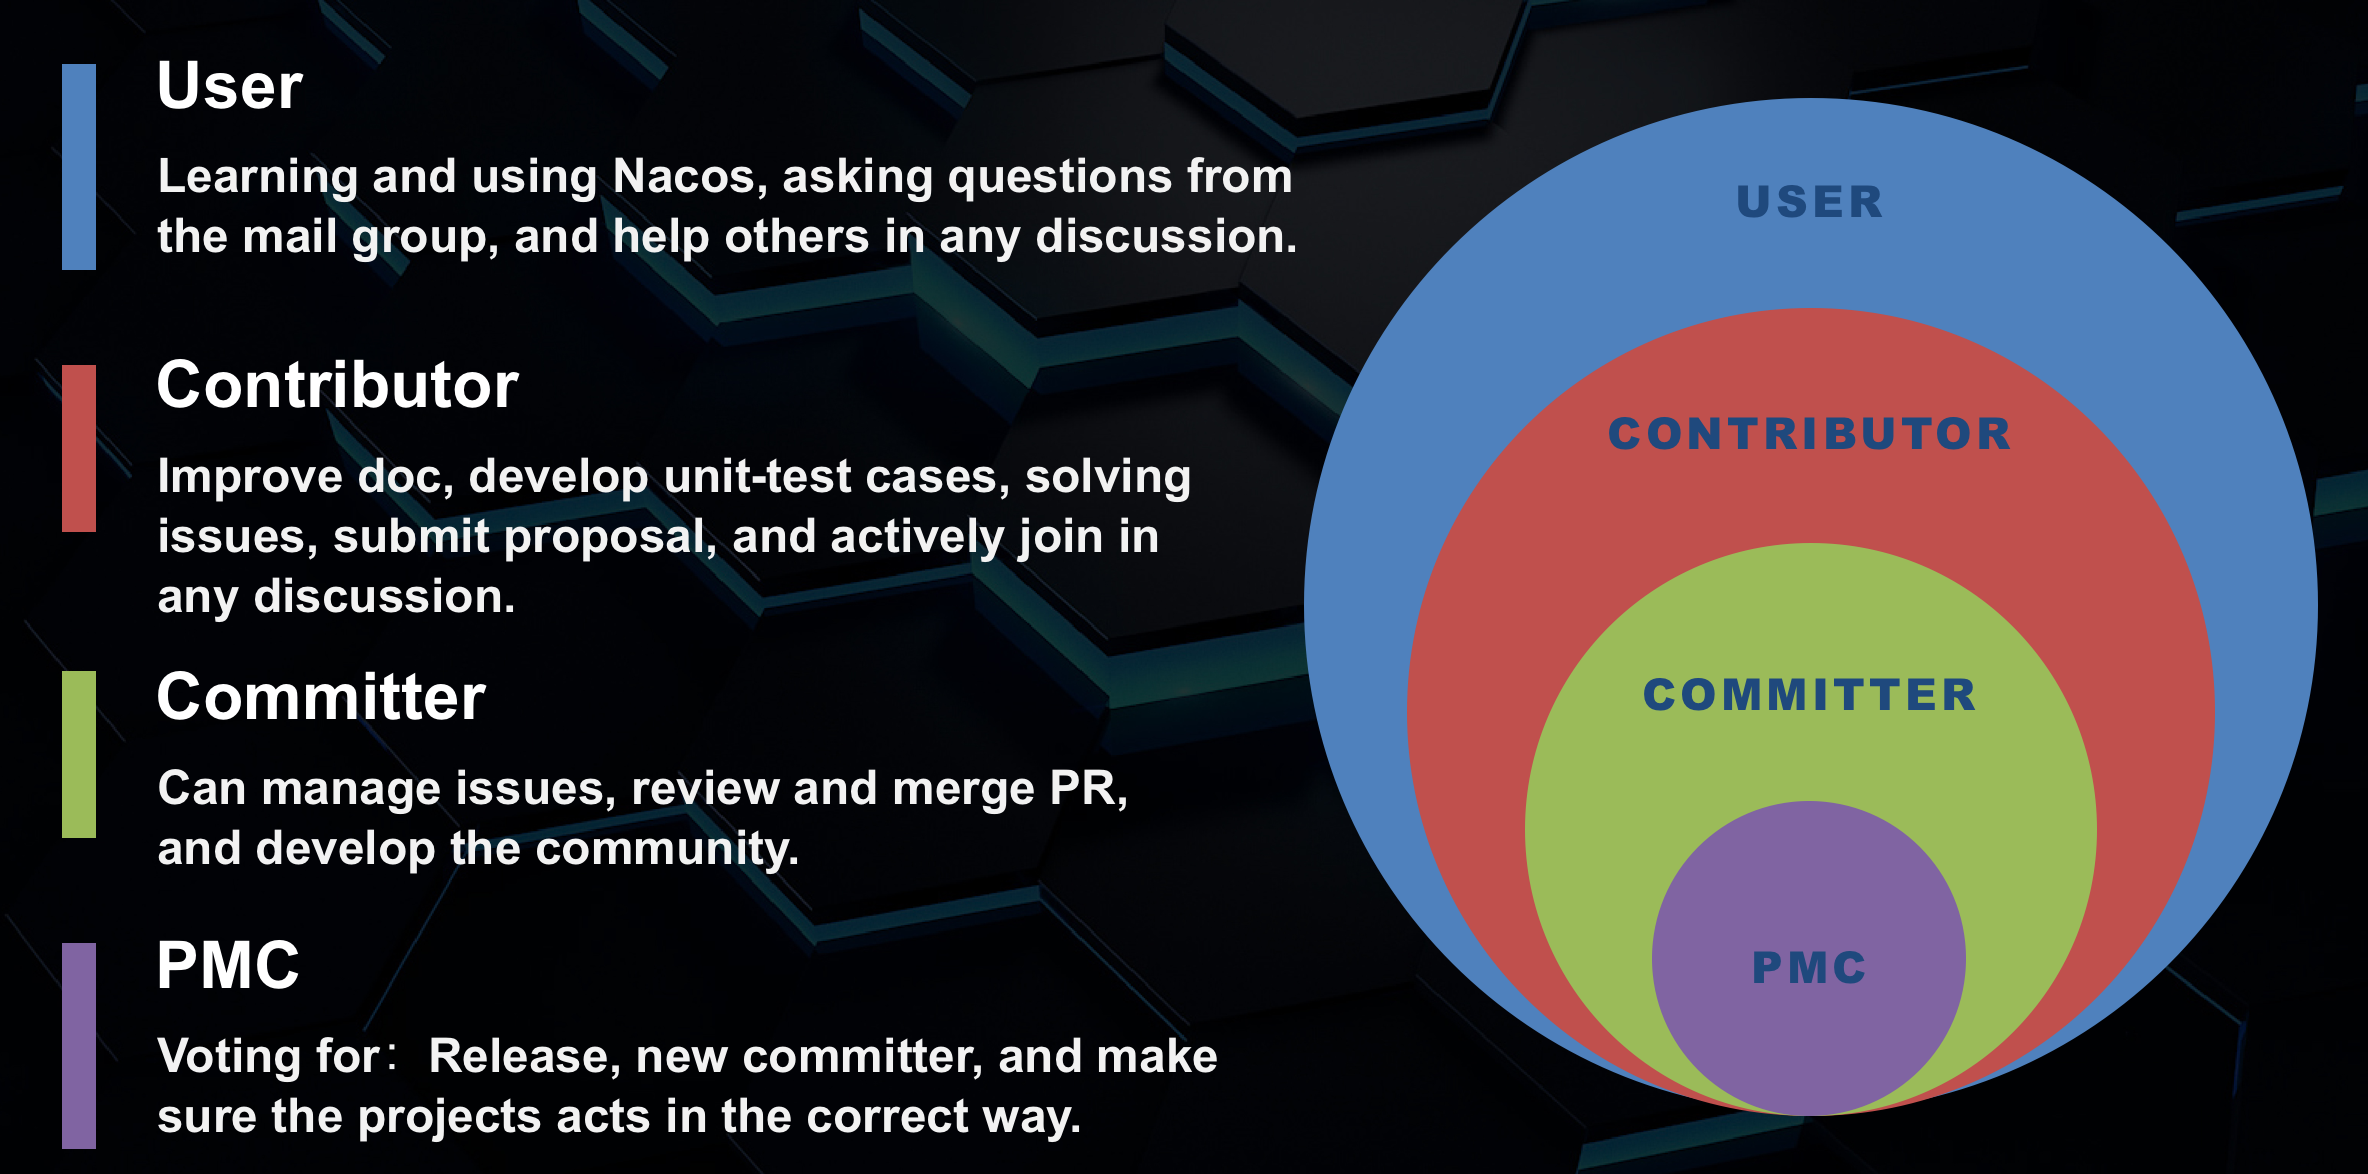 User
Learning and using Nacos, asking questions from
the mail group, and help others in any discussion.
Contributor
Improve doc, develop unit-test cases, solving
issues, submit proposal, and actively join in
any discussion.
Committer
Can manage issues, review and merge PR,
and develop the community.
PMC
Voting for：Release, new committer, and make
sure the projects acts in the correct way.
USER
CONTRIBUTOR
COMMITTER
PMC